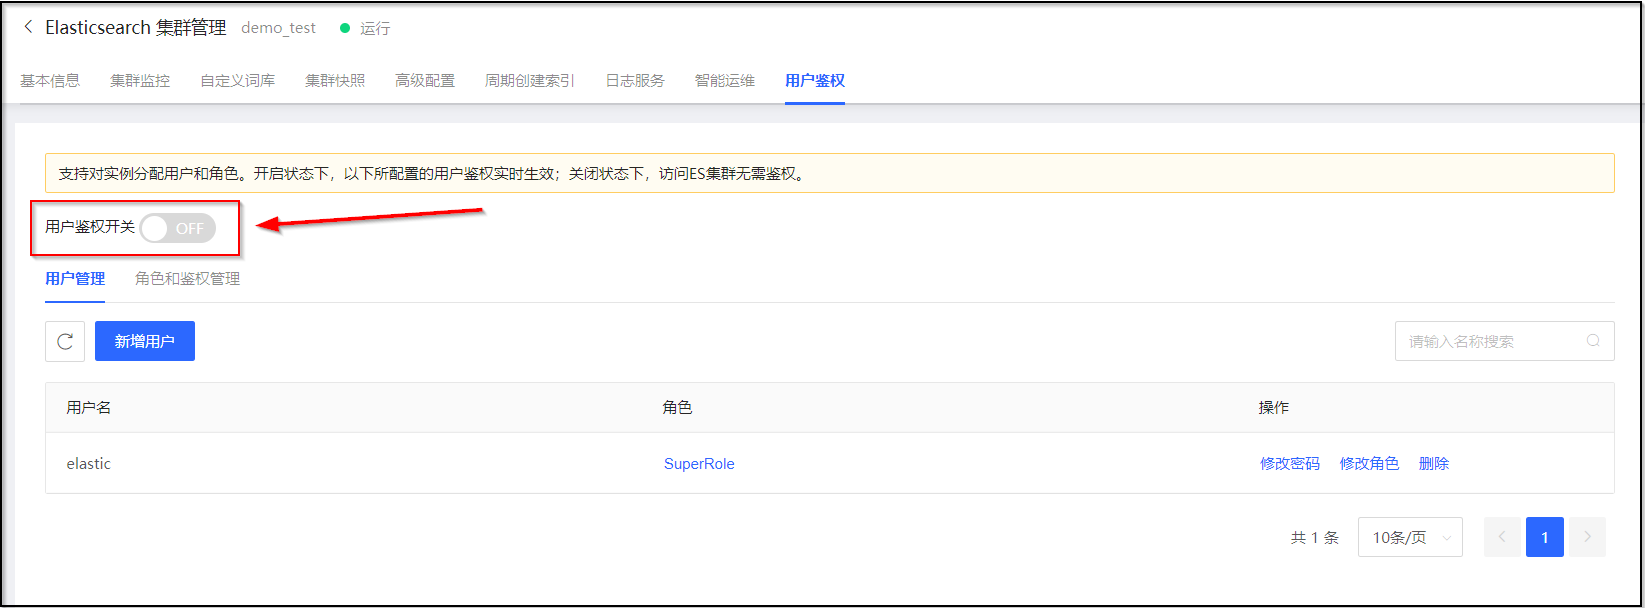 Elasticsearch 集群管理 demo_test 运行
基本信息 集群监控 自定义词库 集群快照 高级配置 周期创建索引 日志服务 智能运维 用户鉴权
支持对实例分配用户和角色。开启状态下，以下所配置的用户鉴权实时生效；关闭状态下，访问ES集群无需鉴权。
用户鉴权开关 OFF
用户管理 角色和鉴权管理
新增用户 请输入名称搜索
用户名 角色 操作
elastic SuperRole 修改密码 修改角色 删除
共 1 条 10条/页 1